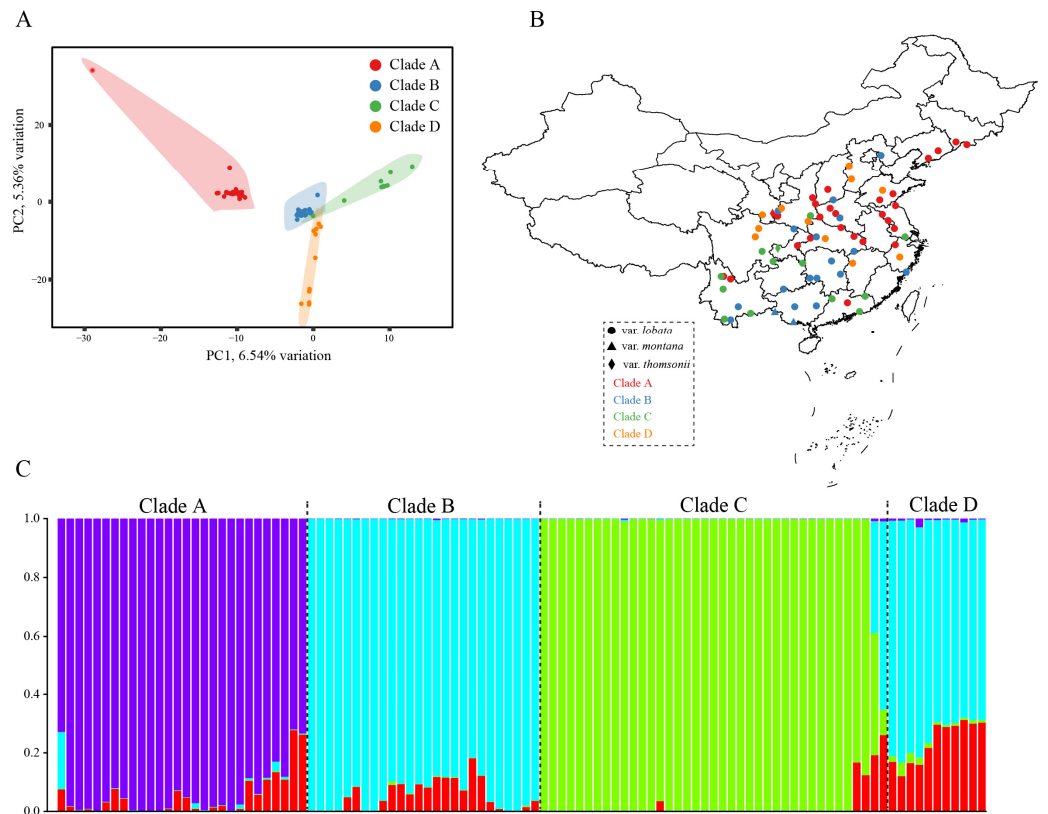 A
B
Clade A
Clade B
Clade C
Clade D
20
0
−20
PC2, 5.36% variation
−30
−20
−10
0
10
PC1, 6.54% variation
var. lobata
var. montana
var. thomsonii
Clade A
Clade B
Clade C
Clade D
C
Clade A
Clade B
Clade C
Clade D
1.0
0.8
0.6
0.4
0.2
0.0